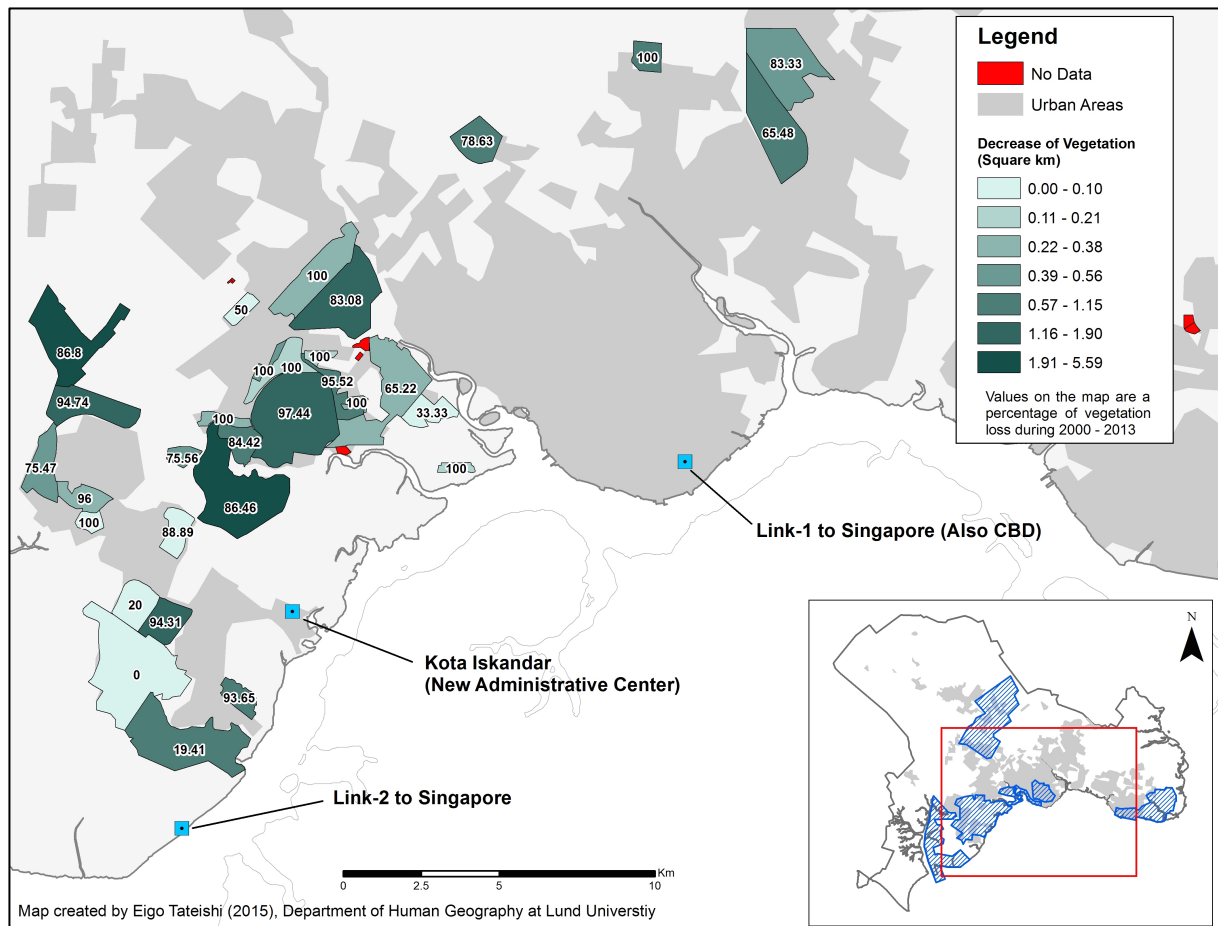 Legend
No Data
Urban Areas
Decrease of Vegetation
(Square km)
0.00 - 0.10
0.11 - 0.21
0.22 - 0.38
0.39 - 0.56
0.57 - 1.15
1.16 - 1.90
1.91 - 5.59
Values on the map are a
percentage of vegetation
loss during 2000 - 2013
100
83.33
65.48
78.63
100
83.08
50
86.8
94.74
100
100
100
95.52
100
65.22
33.33
97.44
100
84.42
75.56
75.47
96
100
88.89
86.46
100
20
94.31
0
93.65
19.41
Link-1 to Singapore (Also CBD)
Kota Iskandar
(New Administrative Center)
Link-2 to Singapore
N
Km
0 2.5 5 10
Map created by Eigo Tateishi (2015), Department of Human Geography at Lund Universtiy